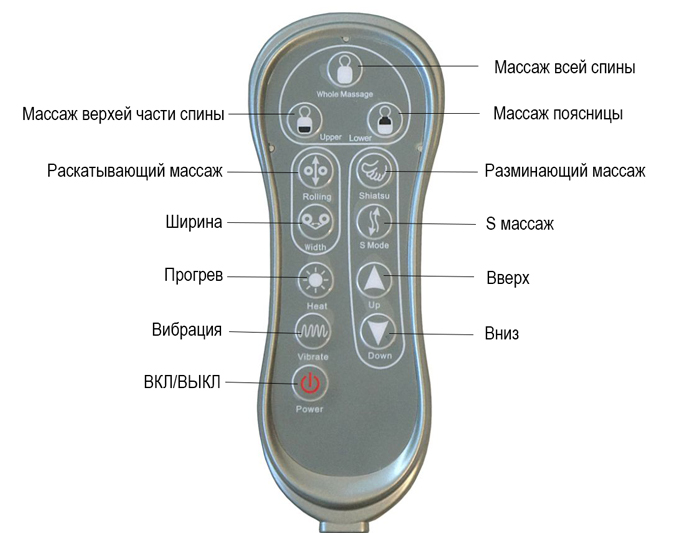 Массаж всей спины
Whole Massage
Массаж верхей части спины
Массаж поясницы
Upper
Lower
Раскатывающий массаж
Разминающий массаж
Rolling
Shiatsu
Ширина
S массаж
Width
S Mode
Прогрев
Вверх
Heat
Up
Вибрация
Вниз
Vibrate
Down
ВКЛ/ВЫКЛ
Power